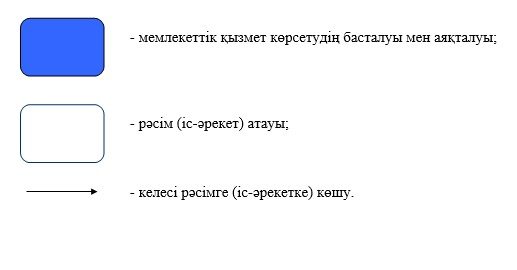 - мемлекеттік қызмет көрсетудің басталуы мен аяқталуы;
- рәсім (іс-әрекет) атауы;
- келесі рәсімге (іс-әрекетке) көшу.